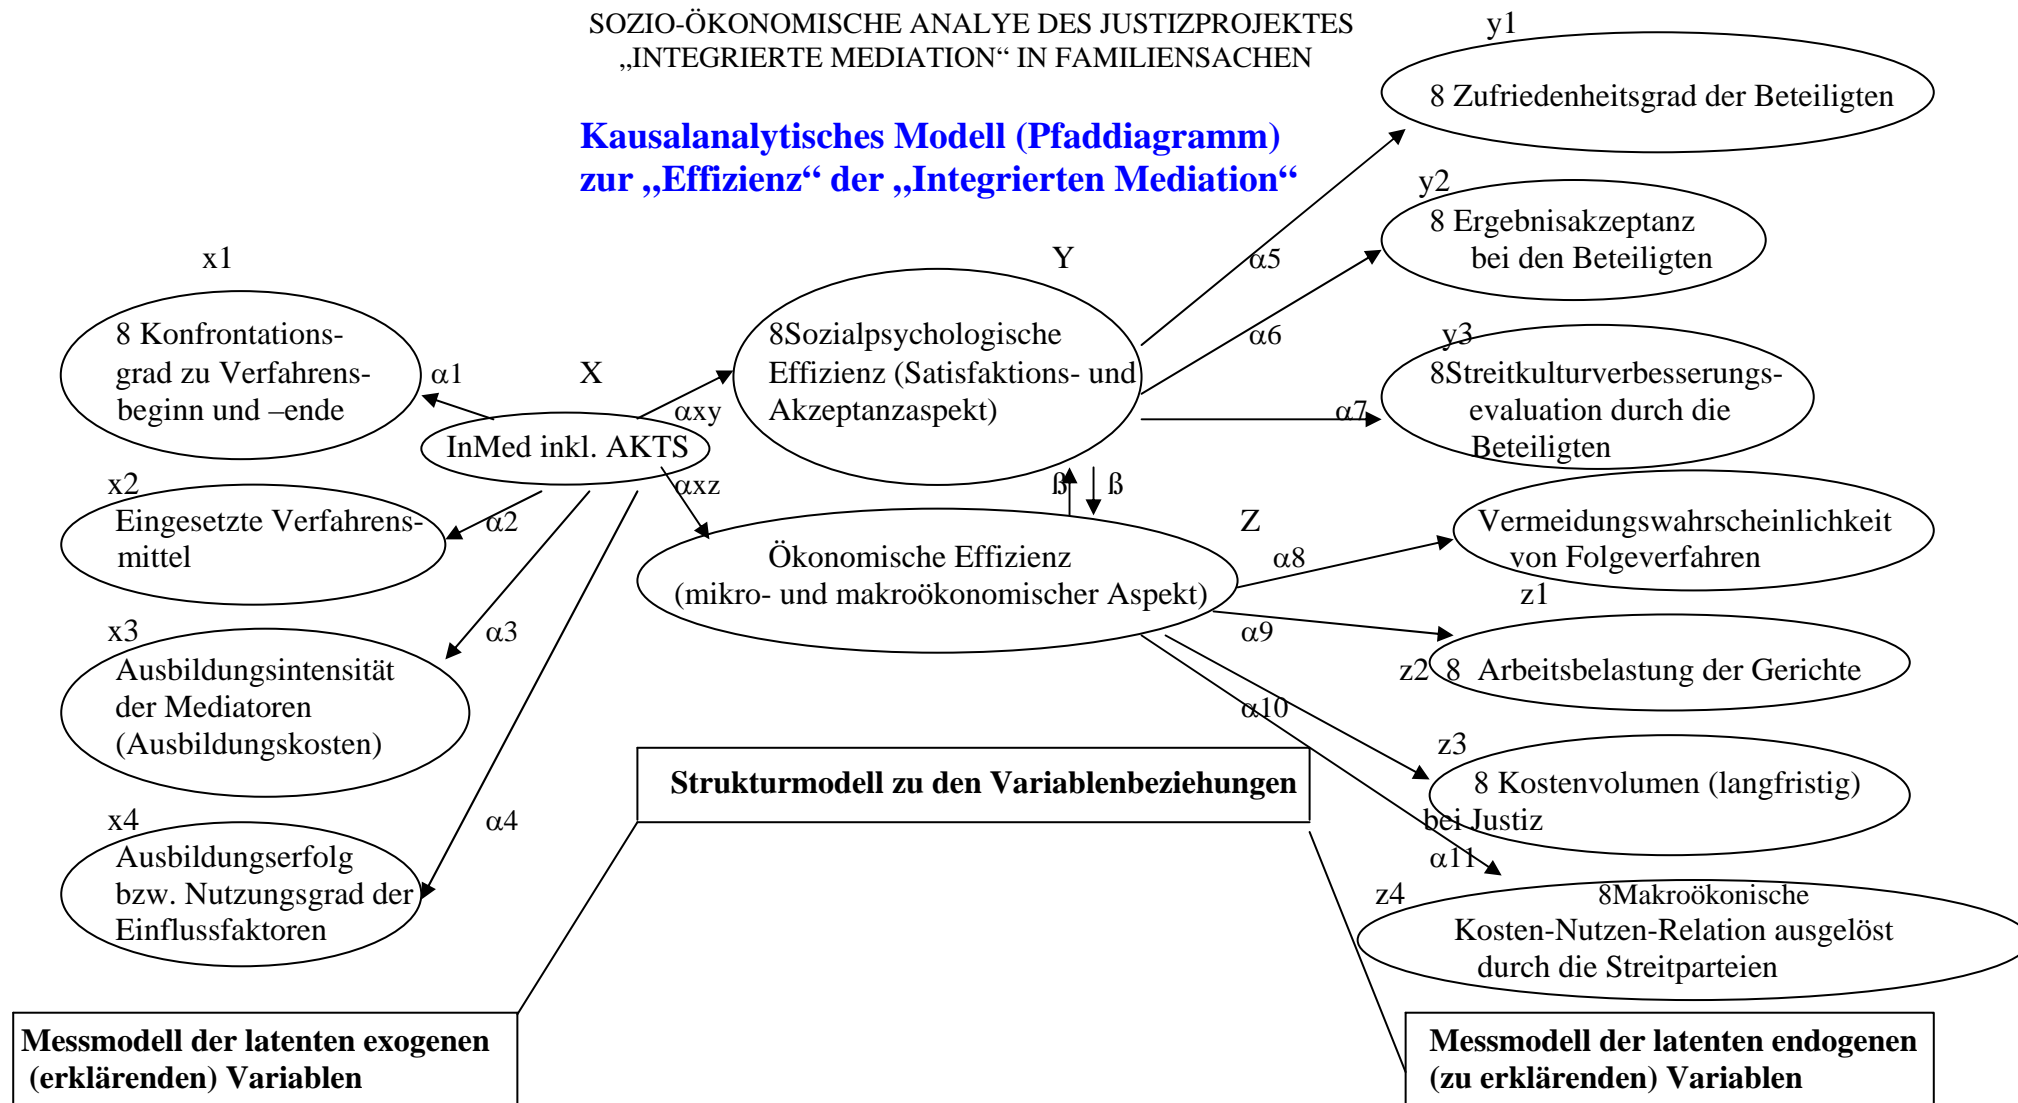 SOZIO-ÖKONOMISCHE ANALYE DES JUSTIZPROJEKTES
„INTEGRIERTE MEDIATION“ IN FAMILIENSACHEN
Kausalanalytisches Modell (Pfaddiagramm)
zur „Effizienz“ der „Integrierten Mediation“
x1
8 Konfrontations-
grad zu Verfahrens-
beginn und –ende
α1
x2
Eingesetzte Verfahrens-
mittel
α2
x3
Ausbildungsintensität
der Mediatoren
(Ausbildungskosten)
α3
x4
Ausbildungserfolg
bzw. Nutzungsgrad der
Einflussfaktoren
α4
X
InMed inkl. AKTS
αxy
αxz
Y
8Sozialpsychologische
Effizienz (Satisfaktions- und
Akzeptanzaspekt)
ß
ß
Z
Ökonomische Effizienz
(mikro- und makroökonomischer Aspekt)
y1
8 Zufriedenheitsgrad der Beteiligten
α5
y2
8 Ergebnisakzeptanz
bei den Beteiligten
α6
y3
8Streitkulturverbesserungs-
evaluation durch die
Beteiligten
α7
Vermeidungswahrscheinlichkeit
von Folgeverfahren
z1
α8
α9
z2 8 Arbeitsbelastung der Gerichte
α10
z3
8 Kostenvolumen (langfristig)
bei Justiz
α11
z4
8Makroökonische
Kosten-Nutzen-Relation ausgelöst
durch die Streitparteien
Strukturmodell zu den Variablenbeziehungen
Messmodell der latenten exogenen
(erklärenden) Variablen
Messmodell der latenten endogenen
(zu erklärenden) Variablen